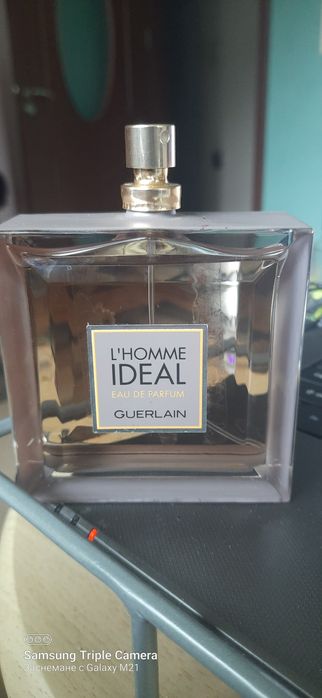 L'HOMME
IDEAL
EAU DE PARFUM
GUERLAIN
Samsung Triple Camera
Заснемане с Galaxy M21